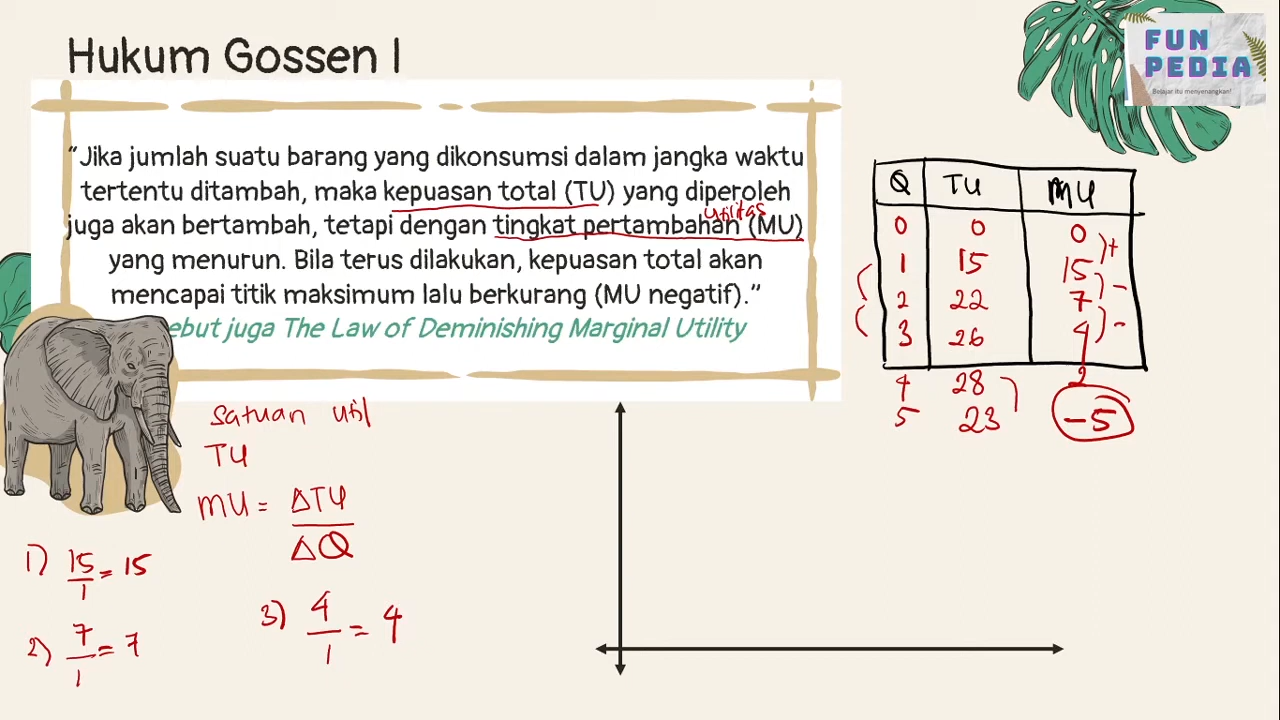 Hukum Gossen I
FUN
PEDIA
Belajar itu menyenangkan!
"Jika jumlah suatu barang yang dikonsumsi dalam jangka waktu
tertentu ditambah, maka kepuasan total (TU) yang diperoleh
utilitas
juga akan bertambah, tetapi dengan tingkat pertambahan (MU)
yang menurun. Bila terus dilakukan, kepuasan total akan
mencapai titik maksimum lalu berkurang (MU negatif)."
ebut juga The Law of Deminishing Marginal Utility
Q TU MU
0 0 0
1 15 15
2 22 7
3 26 4
4 28 2
5 23 -5
+
-
-
satuan util
TU
MU = ΔTU
ΔQ
1) 15/1 = 15
2) 7/1 = 7
3) 4/1 = 4